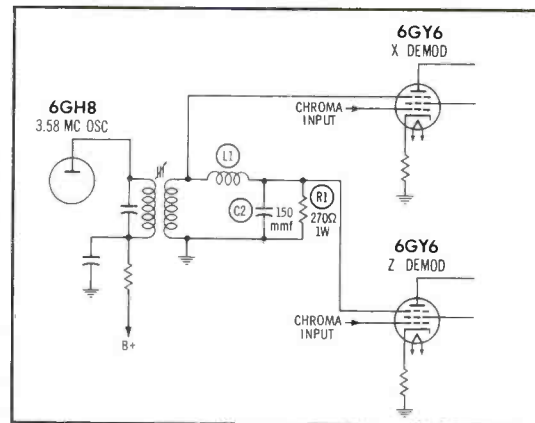 6GY6
X DEMOD
6GH8
3.58 MC OSC
CHROMA
INPUT
L1
C2
150
mmf
R1
270Ω
1W
6GY6
Z DEMOD
CHROMA
INPUT
B+